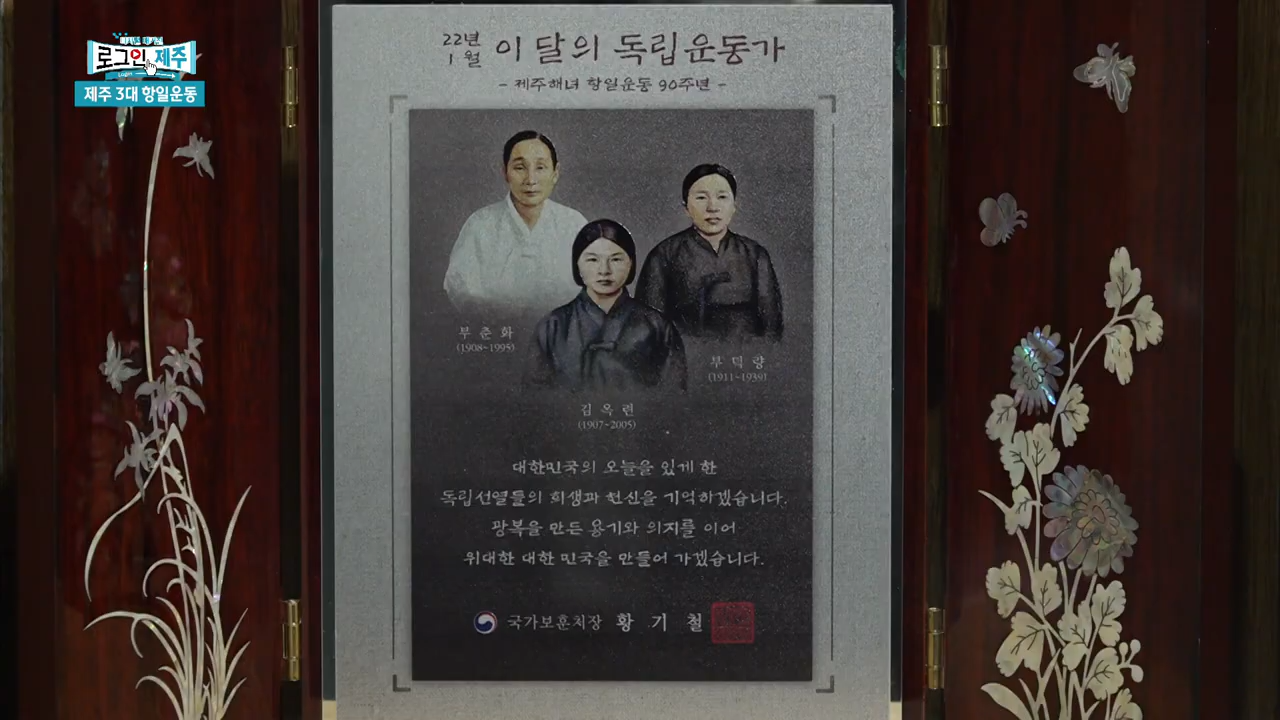 로그인 제주
Login
제주 3대 항일운동
22년
1월
이 달의 독립운동가
- 제주해녀 항일운동 90주년 -
부 춘 화
(1908~1995)
부 덕 량
(1911~1939)
김 옥 련
(1907~2005)
대한민국의 오늘을 있게 한
독립선열들의 희생과 헌신을 기억하겠습니다.
광복을 만든 용기와 의지를 이어
위대한 대한민국을 만들어 가겠습니다.
국가보훈처장 황 기 철